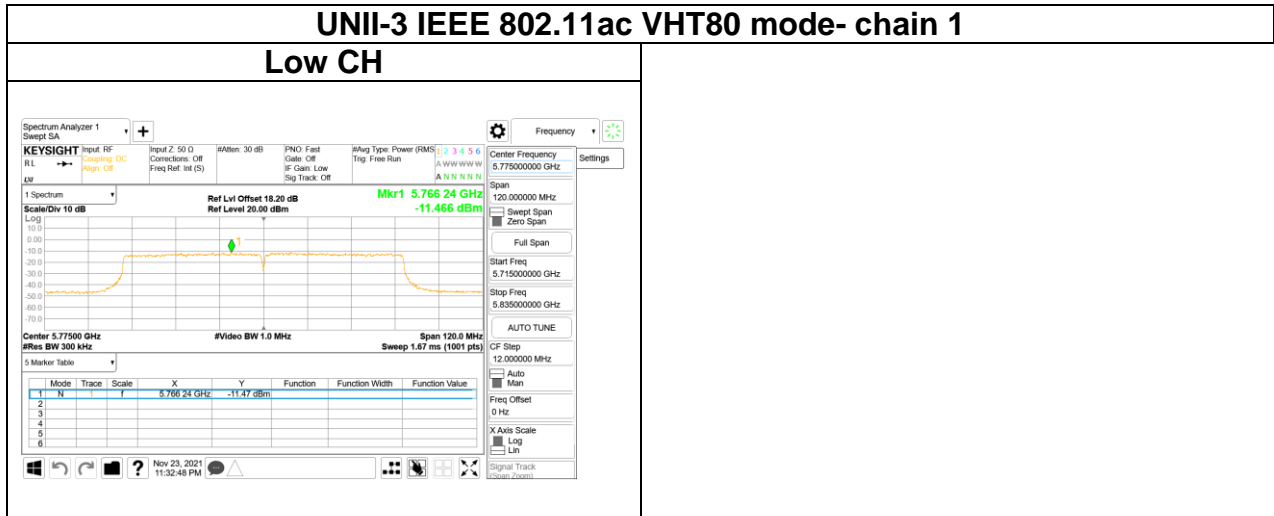 UNII-3 IEEE 802.11ac VHT80 mode- chain 1
Low CH
Spectrum Analyzer 1
Swept SA
Frequency
Settings
KEYSIGHT
RL
Input: RF
Coupling: DC
Align: Off
Input Z: 50 Ω
Corrections: Off
Freq Ref: Int (S)
#Atten: 30 dB
PNO: Fast
Gate: Off
IF Gain: Low
Sig Track: Off
#Avg Type: Power (RMS
Trig: Free Run
1 2 3 4 5 6
A W W W W W
A N N N N N
1 Spectrum
Scale/Div 10 dB
Ref Lvl Offset 18.20 dB
Ref Level 20.00 dBm
Mkr1 5.766 24 GHz
-11.466 dBm
Log
10.0
0.00
-10.0
-20.0
-30.0
-40.0
-50.0
-60.0
-70.0
1
Center 5.77500 GHz
#Res BW 300 kHz
#Video BW 1.0 MHz
Span 120.0 MHz
Sweep 1.67 ms (1001 pts)
5 Marker Table
Mode Trace Scale X Y Function Function Width Function Value
1 N 1 f 5.766 24 GHz -11.47 dBm
2
3
4
5
6
Nov 23, 2021
11:32:48 PM
Center Frequency
5.775000000 GHz
Span
120.000000 MHz
Swept Span
Zero Span
Full Span
Start Freq
5.715000000 GHz
Stop Freq
5.835000000 GHz
AUTO TUNE
CF Step
12.000000 MHz
Auto
Man
Freq Offset
0 Hz
X Axis Scale
Log
Lin
Signal Track
(Span Zoom)